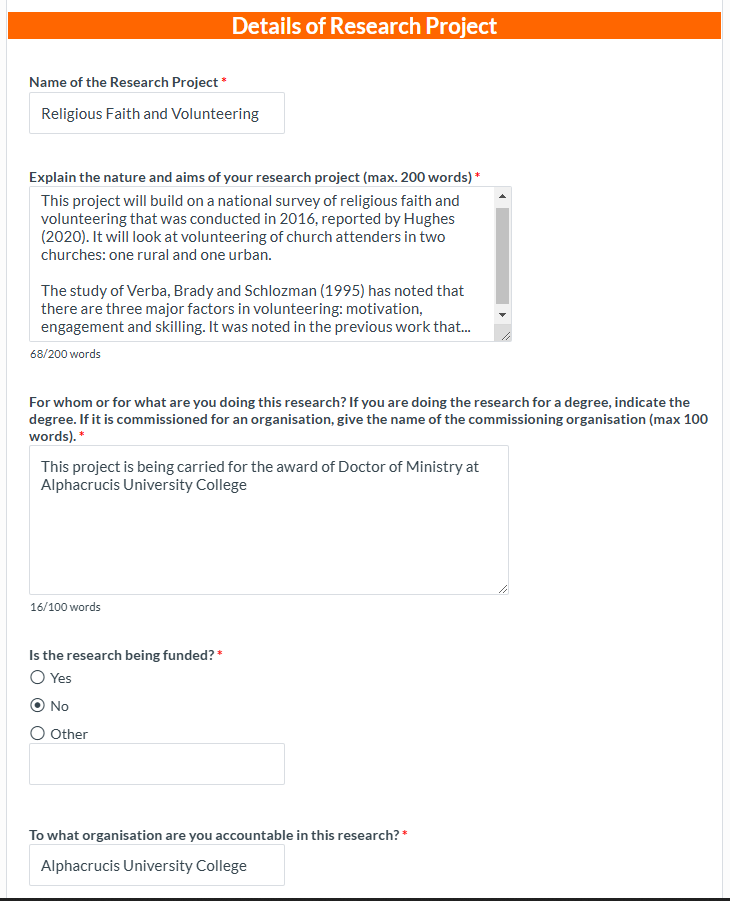 Details of Research Project
Name of the Research Project *
Religious Faith and Volunteering
Explain the nature and aims of your research project (max. 200 words) *
This project will build on a national survey of religious faith and
volunteering that was conducted in 2016, reported by Hughes
(2020). It will look at volunteering of church attenders in two
churches: one rural and one urban.
The study of Verba, Brady and Schlozman (1995) has noted that
there are three major factors in volunteering: motivation,
engagement and skilling. It was noted in the previous work that...
68/200 words
For whom or for what are you doing this research? If you are doing the research for a degree, indicate the
degree. If it is commissioned for an organisation, give the name of the commissioning organisation (max 100
words). *
This project is being carried for the award of Doctor of Ministry at
Alphacrucis University College
16/100 words
Is the research being funded? *
Yes
No
Other
To what organisation are you accountable in this research? *
Alphacrucis University College